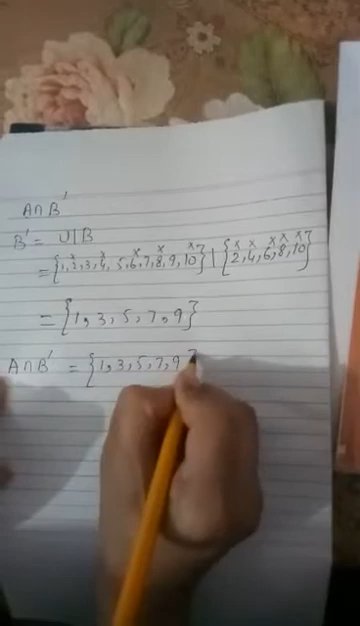 A∩B'
B' = U|B
= {1,2,3,4,5,6,7,8,9,10} | {2,4,6,8,10}
= {1,3,5,7,9}
A∩B' = {1,3,5,7,9}